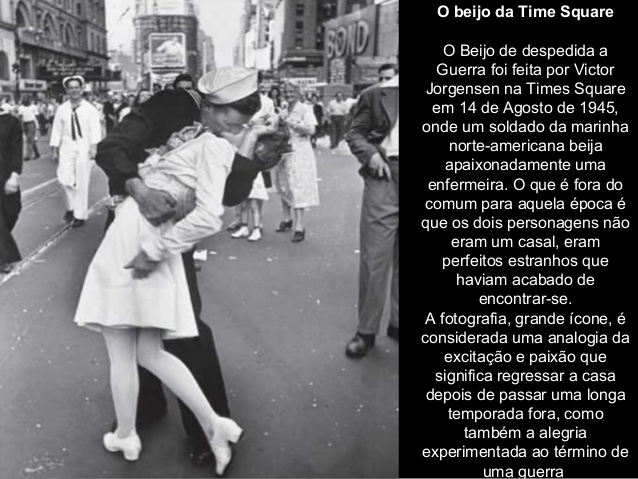 O beijo da Time Square
O Beijo de despedida a
Guerra foi feita por Victor
Jorgensen na Times Square
em 14 de Agosto de 1945,
onde um soldado da marinha
norte-americana beija
apaixonadamente uma
enfermeira. O que é fora do
comum para aquela época é
que os dois personagens não
eram um casal, eram
perfeitos estranhos que
haviam acabado de
encontrar-se.
A fotografia, grande ícone, é
considerada uma analogia da
excitação e paixão que
significa regressar a casa
depois de passar uma longa
temporada fora, como
também a alegria
experimentada ao término de
uma guerra
BOND